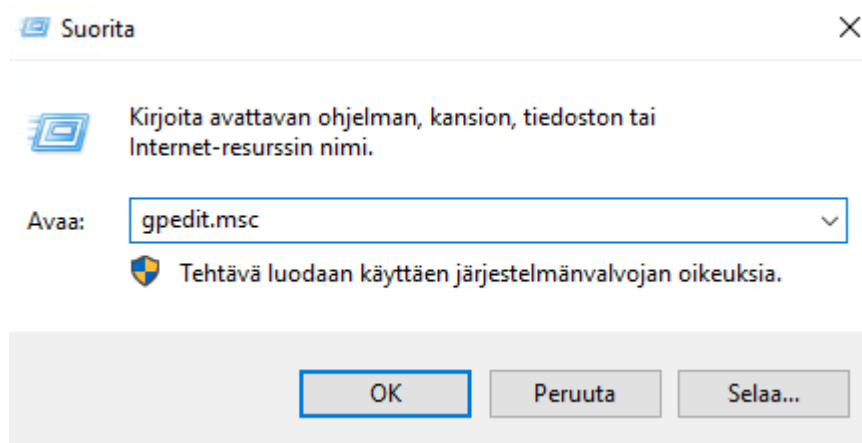 Suorita
Kirjoita avattavan ohjelman, kansion, tiedoston tai
Internet-resurssin nimi.
Avaa: gpedit.msc
Tehtävä luodaan käyttäen järjestelmänvalvojan oikeuksia.
OK Peruuta Selaa...